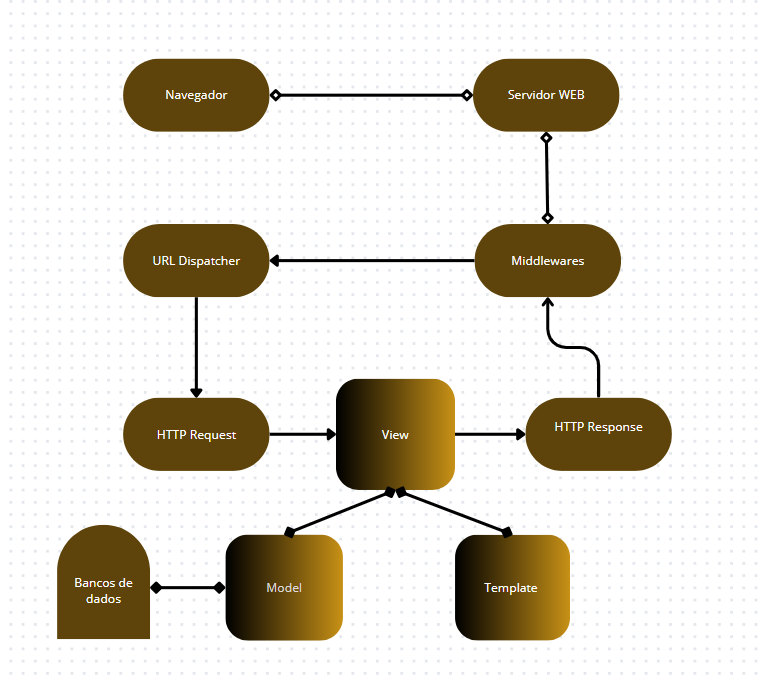 Navegador
Servidor WEB
URL Dispatcher
Middlewares
HTTP Request
View
HTTP Response
Bancos de
dados
Model
Template